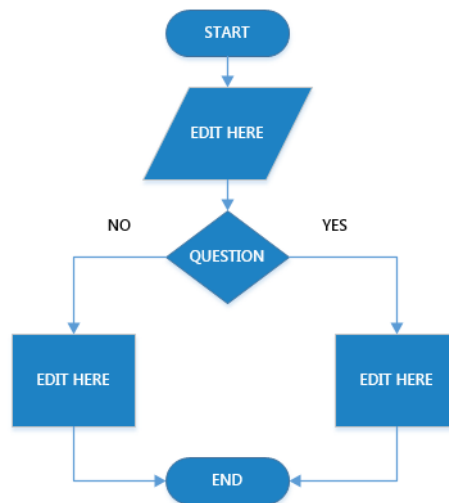 START
EDIT HERE
NO
YES
QUESTION
EDIT HERE
EDIT HERE
END